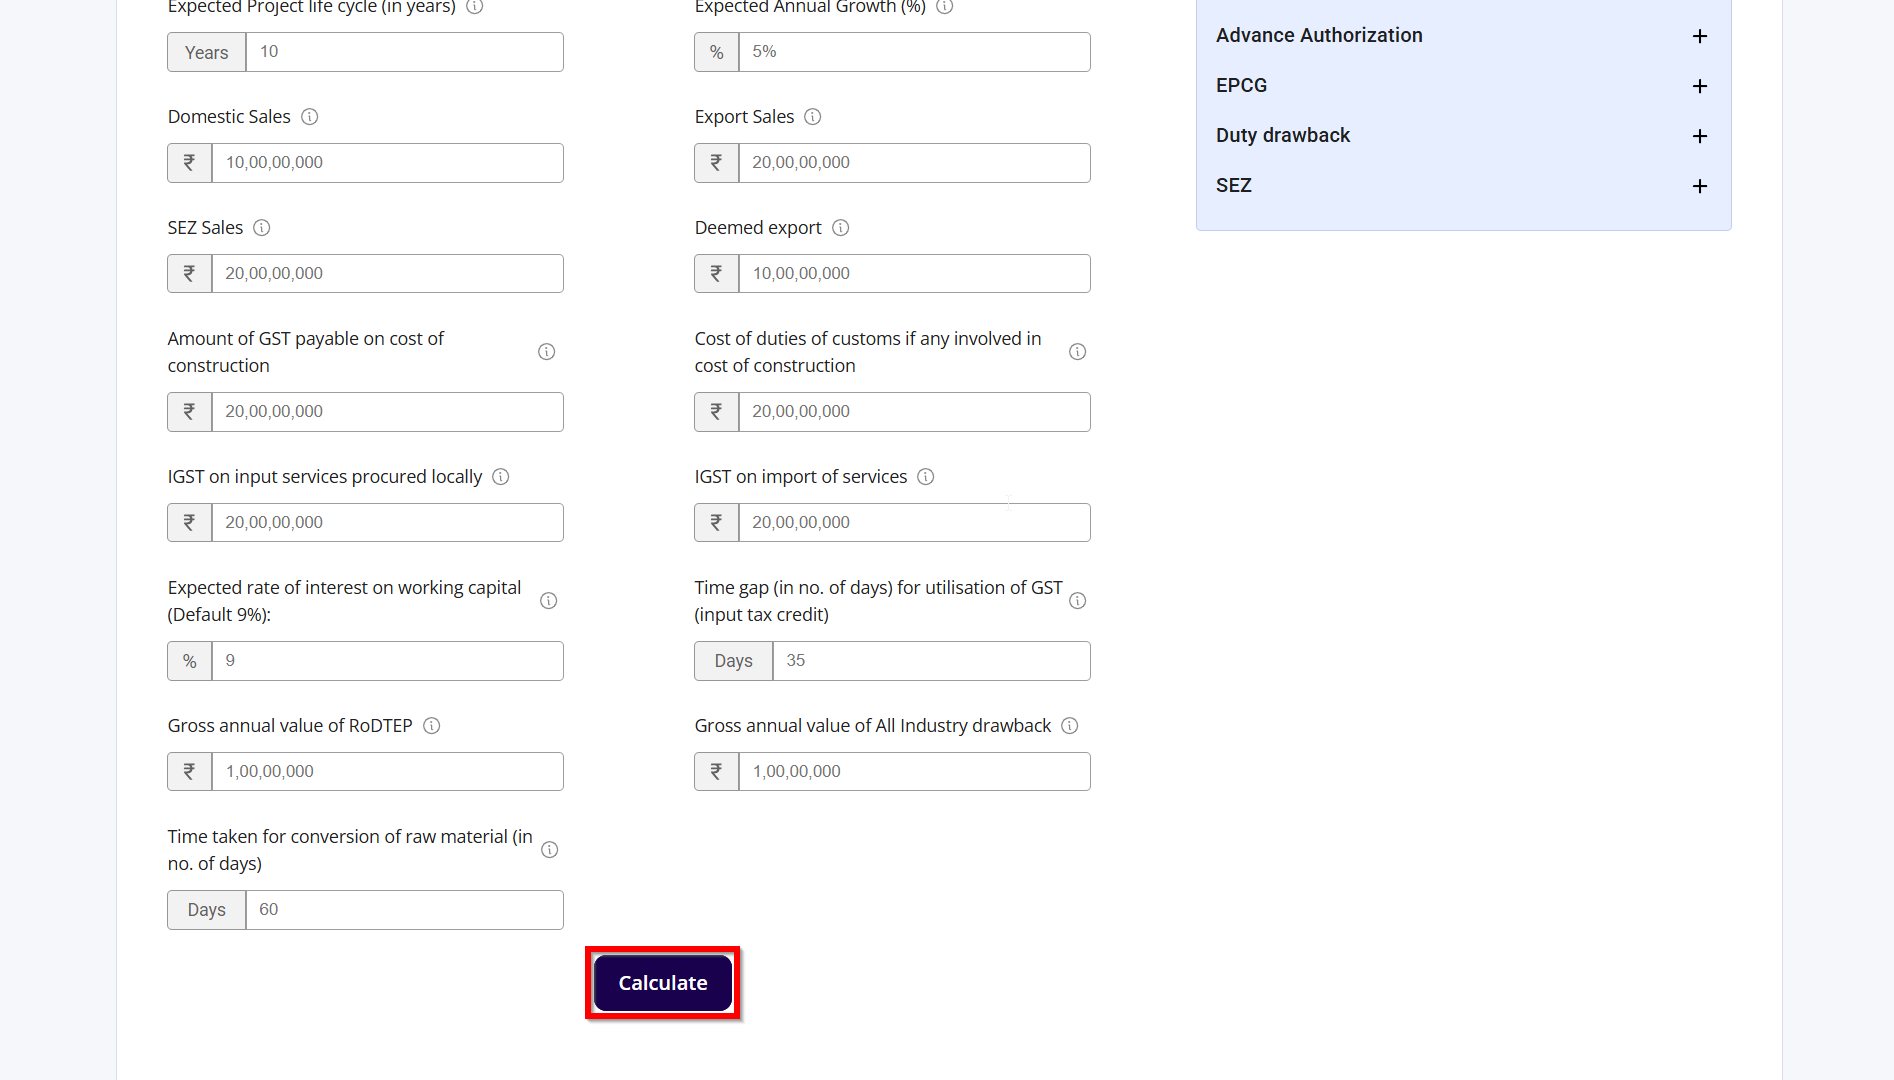 Expected Project life cycle (in years)
Expected Annual Growth (%)
Years 10
% 5%
Domestic Sales
Export Sales
₹ 10,00,00,000
₹ 20,00,00,000
SEZ Sales
Deemed export
₹ 20,00,00,000
₹ 10,00,00,000
Amount of GST payable on cost of
construction
Cost of duties of customs if any involved in
cost of construction
₹ 20,00,00,000
₹ 20,00,00,000
IGST on input services procured locally
IGST on import of services
₹ 20,00,00,000
₹ 20,00,00,000
Expected rate of interest on working capital
(Default 9%):
Time gap (in no. of days) for utilisation of GST
(input tax credit)
% 9
Days 35
Gross annual value of RoDTEP
Gross annual value of All Industry drawback
₹ 1,00,00,000
₹ 1,00,00,000
Time taken for conversion of raw material (in
no. of days)
Days 60
Calculate
Advance Authorization +
EPCG +
Duty drawback +
SEZ +